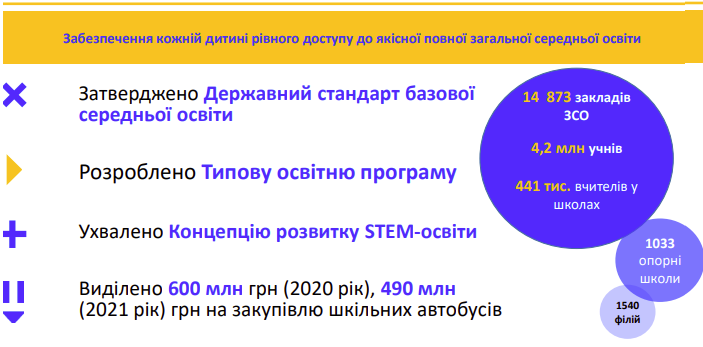 Забезпечення кожній дитині рівного доступу до якісної повної загальної середньої освіти
Затверджено Державний стандарт базової
середньої освіти
Розроблено Типову освітню програму
Ухвалено Концепцію розвитку STEM-освіти
Виділено 600 млн грн (2020 рік), 490 млн
(2021 рік) грн на закупівлю шкільних автобусів
14 873 закладів
ЗСО
4,2 млн учнів
441 тис. вчителів у
школах
1033
опорні
школи
1540
філій